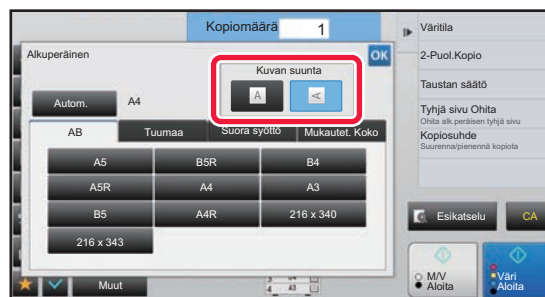 Kopiomäärä 1
Alkuperäinen
OK
Kuvan suunta
A A
Autom. A4
AB Tuumaa Suora syöttö Mukautet. Koko
A5 B5R B4
A5R A4 A3
B5 A4R 216 x 340
216 x 343
Muut
Väritila
2-Puol.Kopio
Taustan säätö
Tyhjä sivu Ohita
Ohita alk.peräisen tyhjä sivu
Kopiosuhde
Suurenna/pienennä kopiota
Esikatselu CA
M/V
Aloita
Väri
Aloita